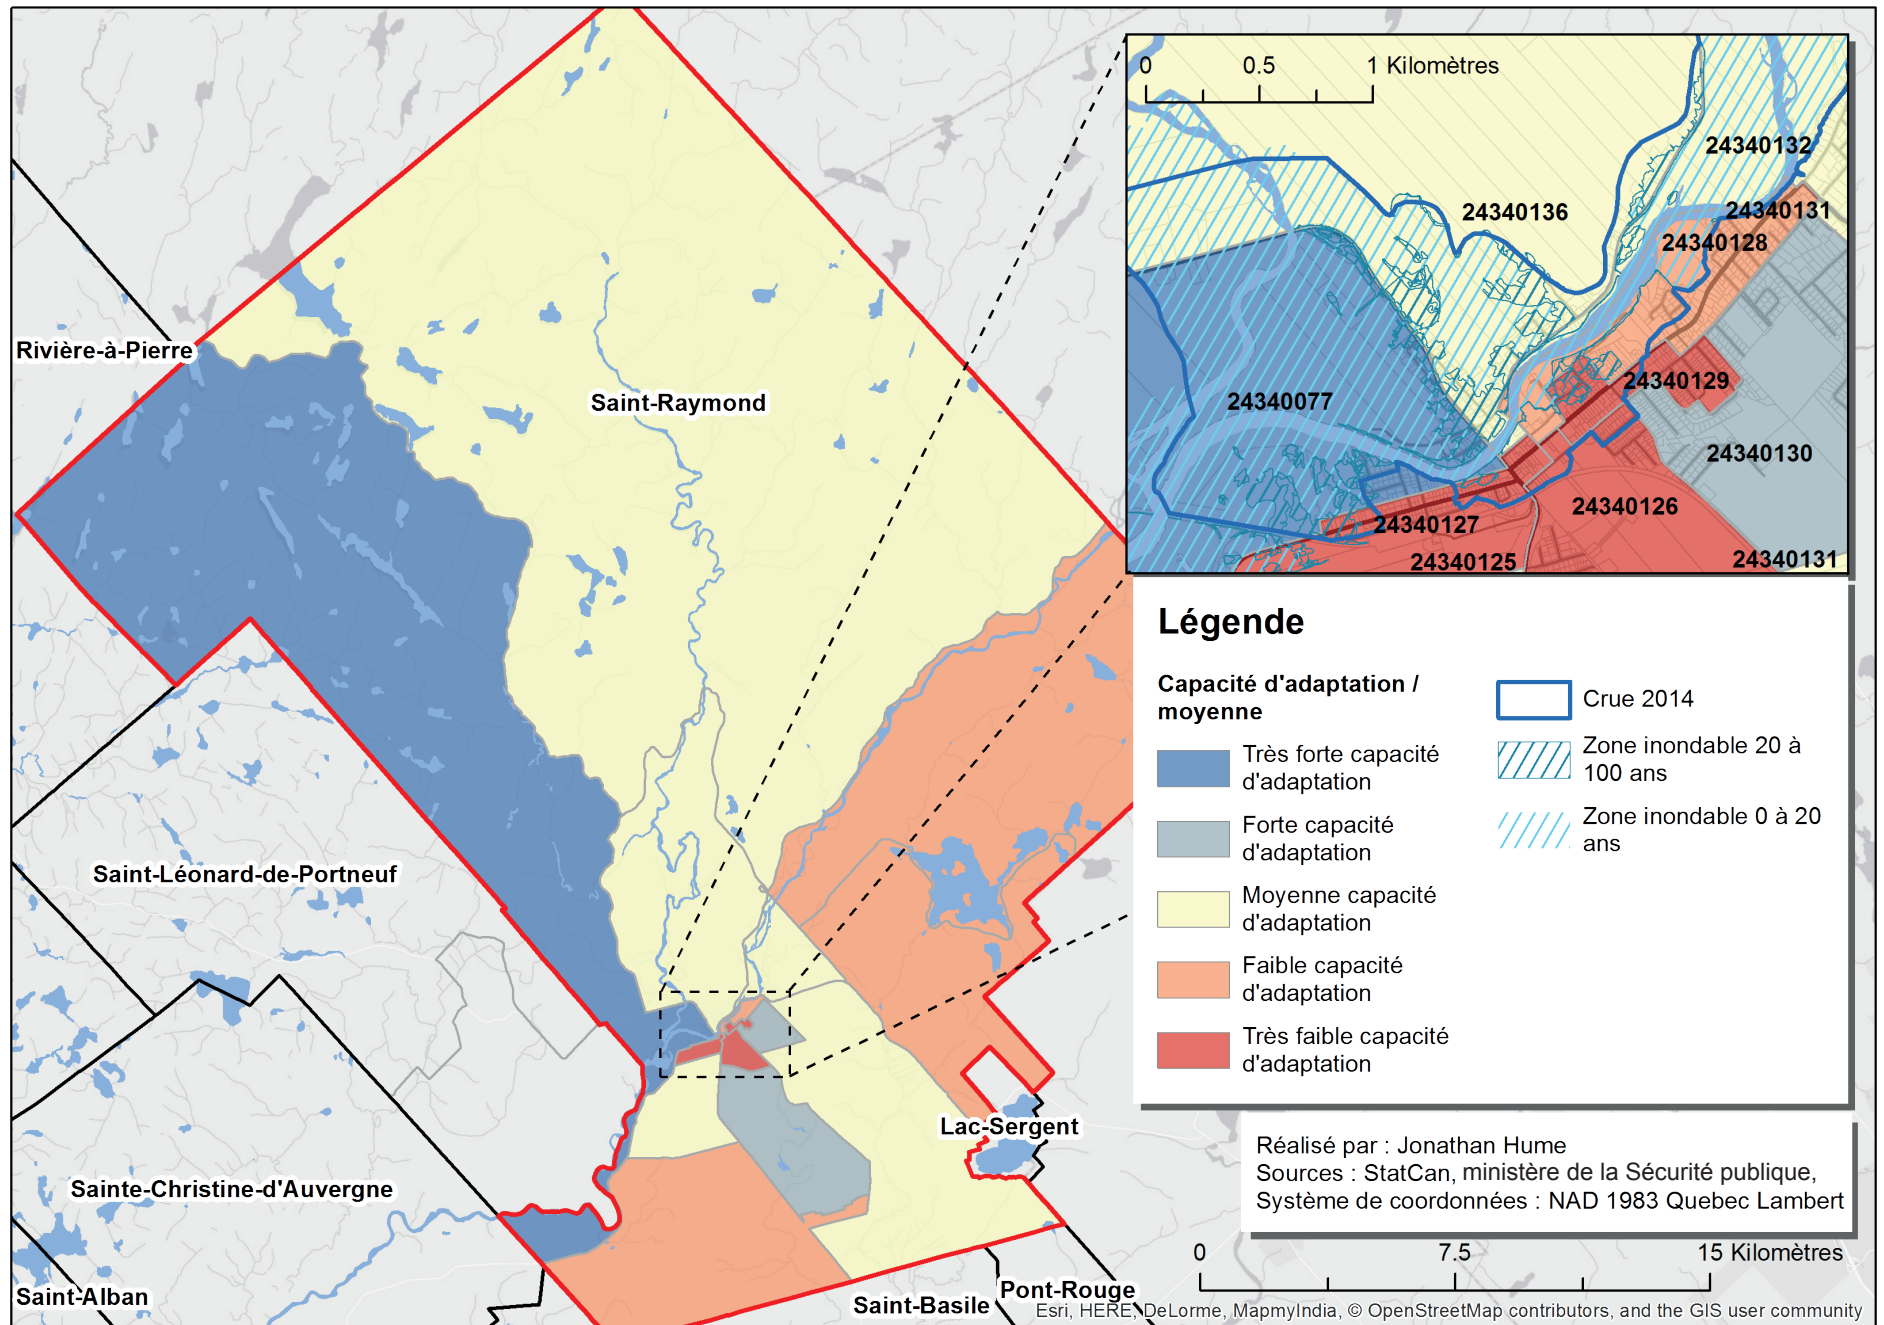 0 0.5 1 Kilomètres
24340132
24340131
24340136
24340128
24340129
24340077
24340130
24340126
24340127
24340125
24340131
Rivière-à-Pierre
Saint-Raymond
Saint-Léonard-de-Portneuf
Sainte-Christine-d'Auvergne
Saint-Alban
Lac-Sergent
Saint-Basile
Pont-Rouge
Légende
Capacité d'adaptation /
moyenne
Très forte capacité
d'adaptation
Forte capacité
d'adaptation
Moyenne capacité
d'adaptation
Faible capacité
d'adaptation
Très faible capacité
d'adaptation
Crue 2014
Zone inondable 20 à
100 ans
Zone inondable 0 à 20
ans
Réalisé par : Jonathan Hume
Sources : StatCan, ministère de la Sécurité publique,
Système de coordonnées : NAD 1983 Quebec Lambert
0 7.5 15 Kilomètres
Esri, HERE, DeLorme, MapmyIndia, © OpenStreetMap contributors, and the GIS user community